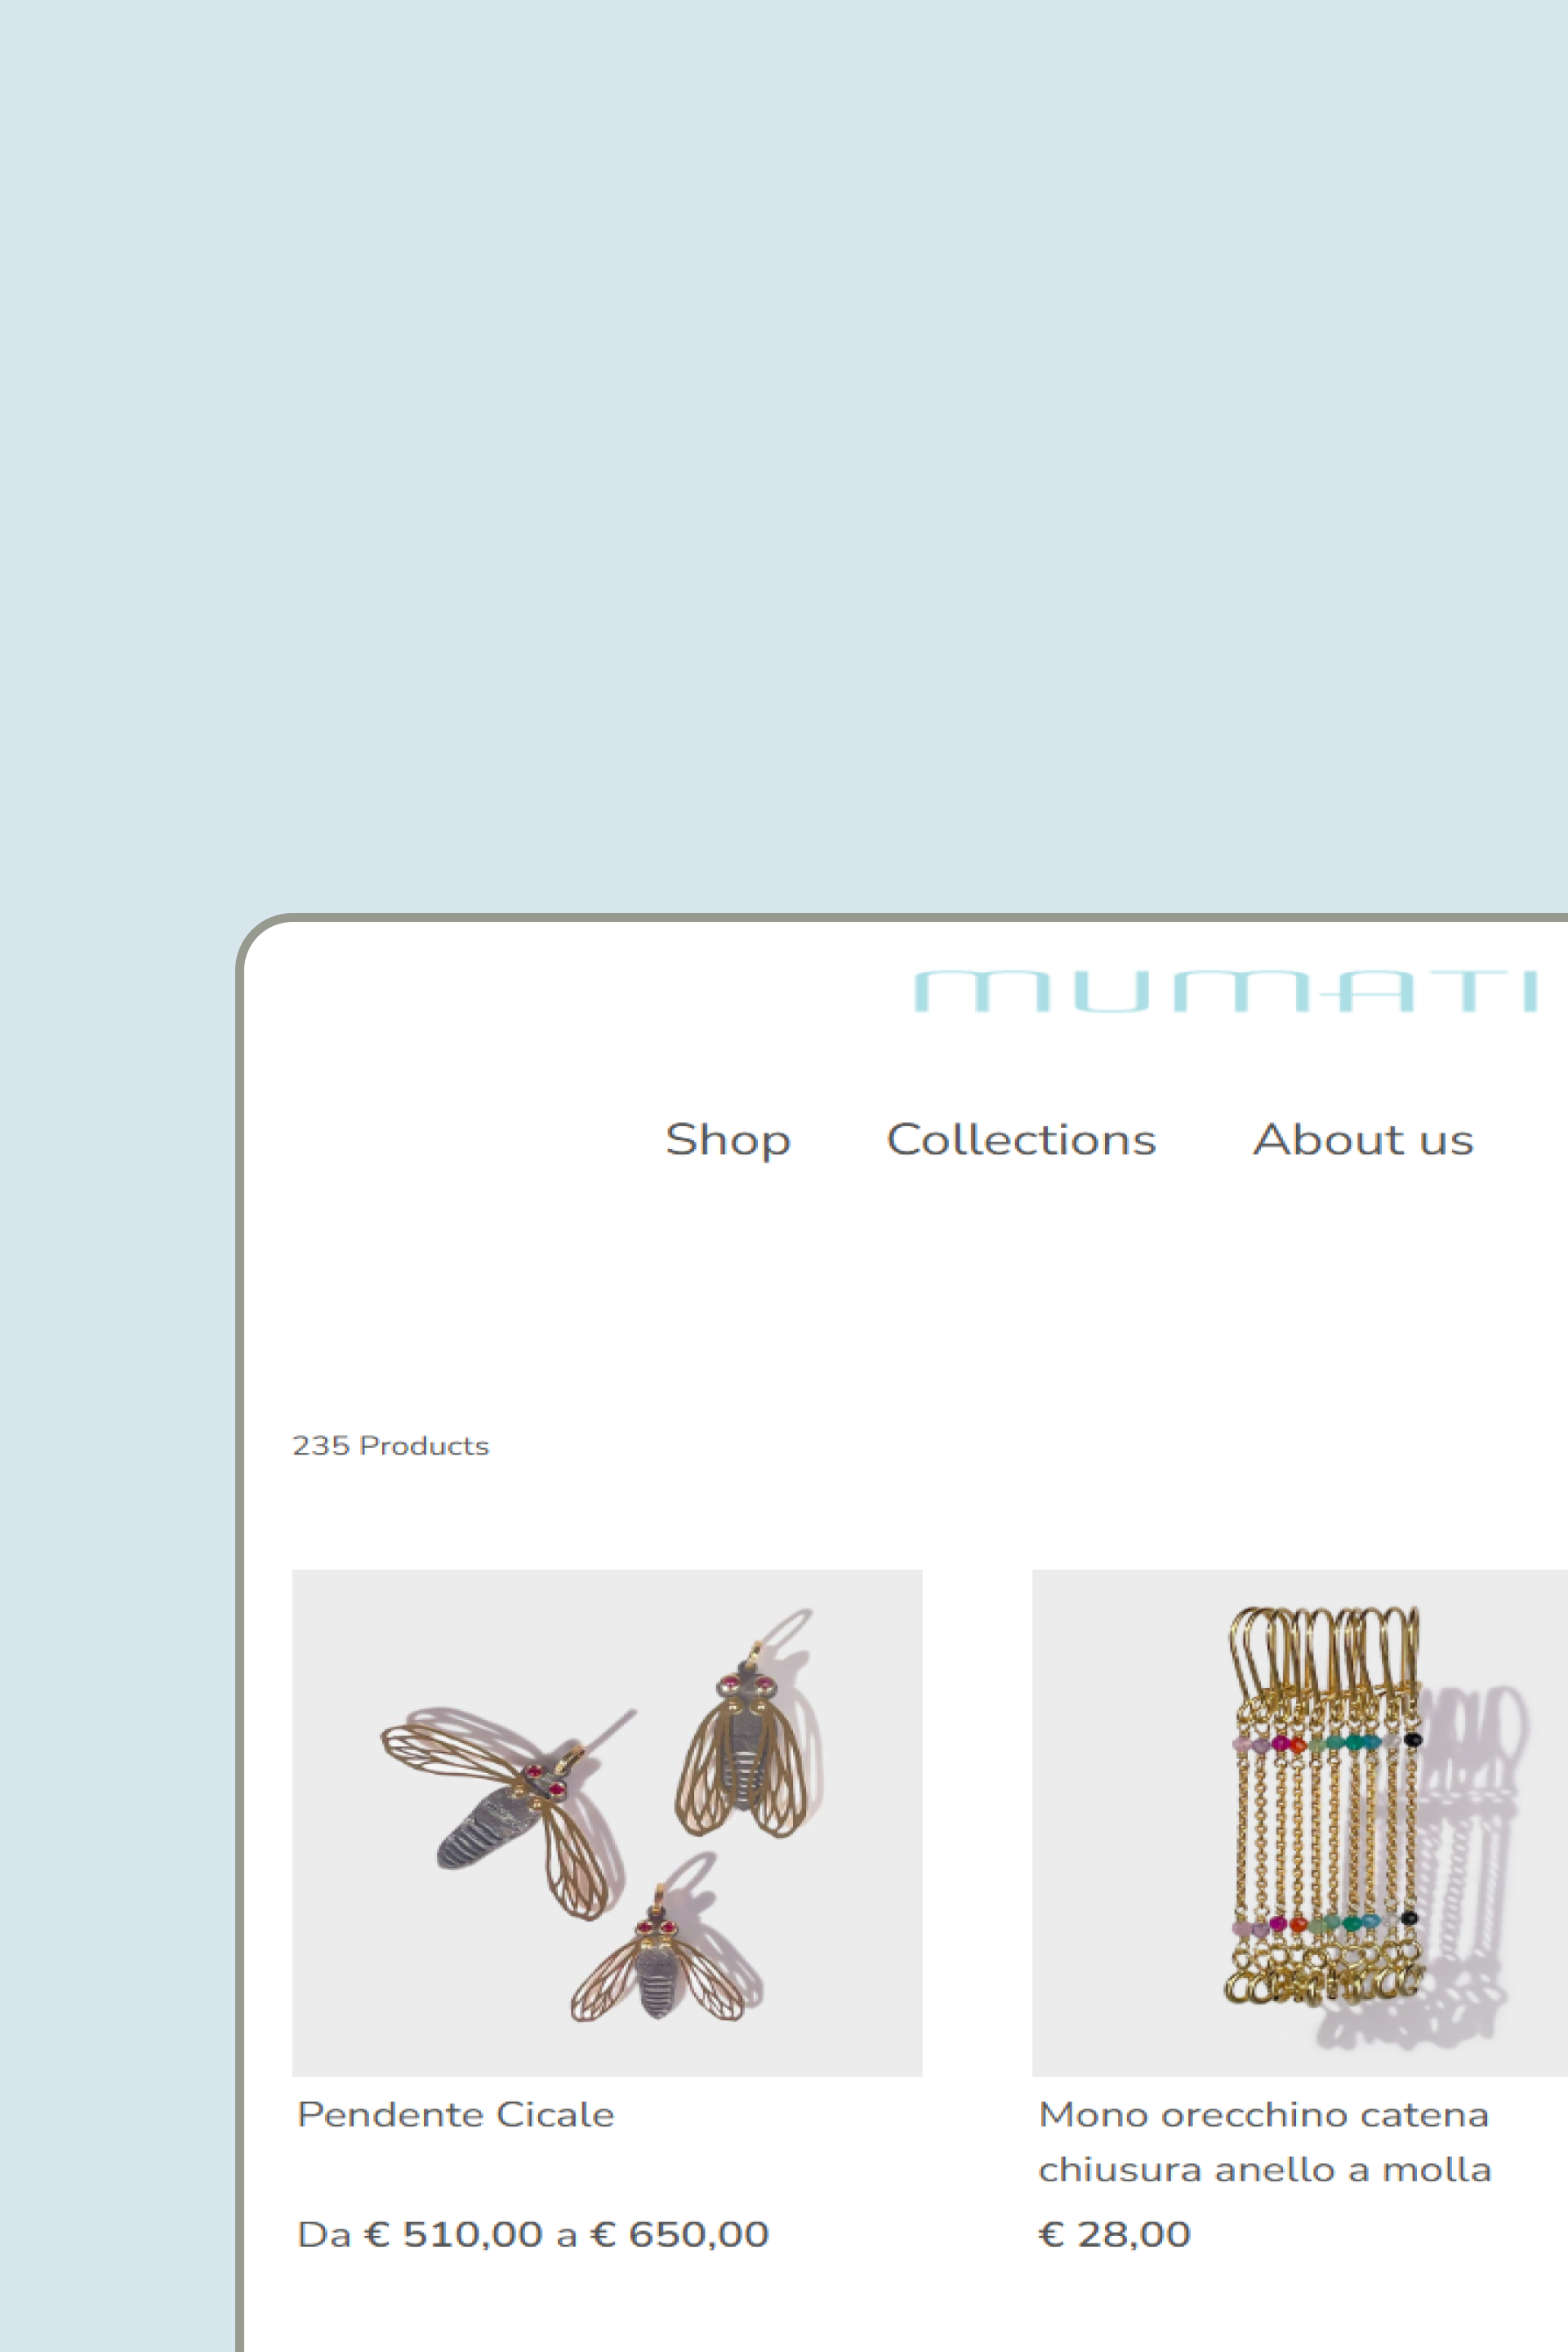 MUMATI
Shop Collections About us
235 Products
Pendente Cicale
Da € 510,00 a € 650,00
Mono orecchino catena
chiusura anello a molla
€ 28,00